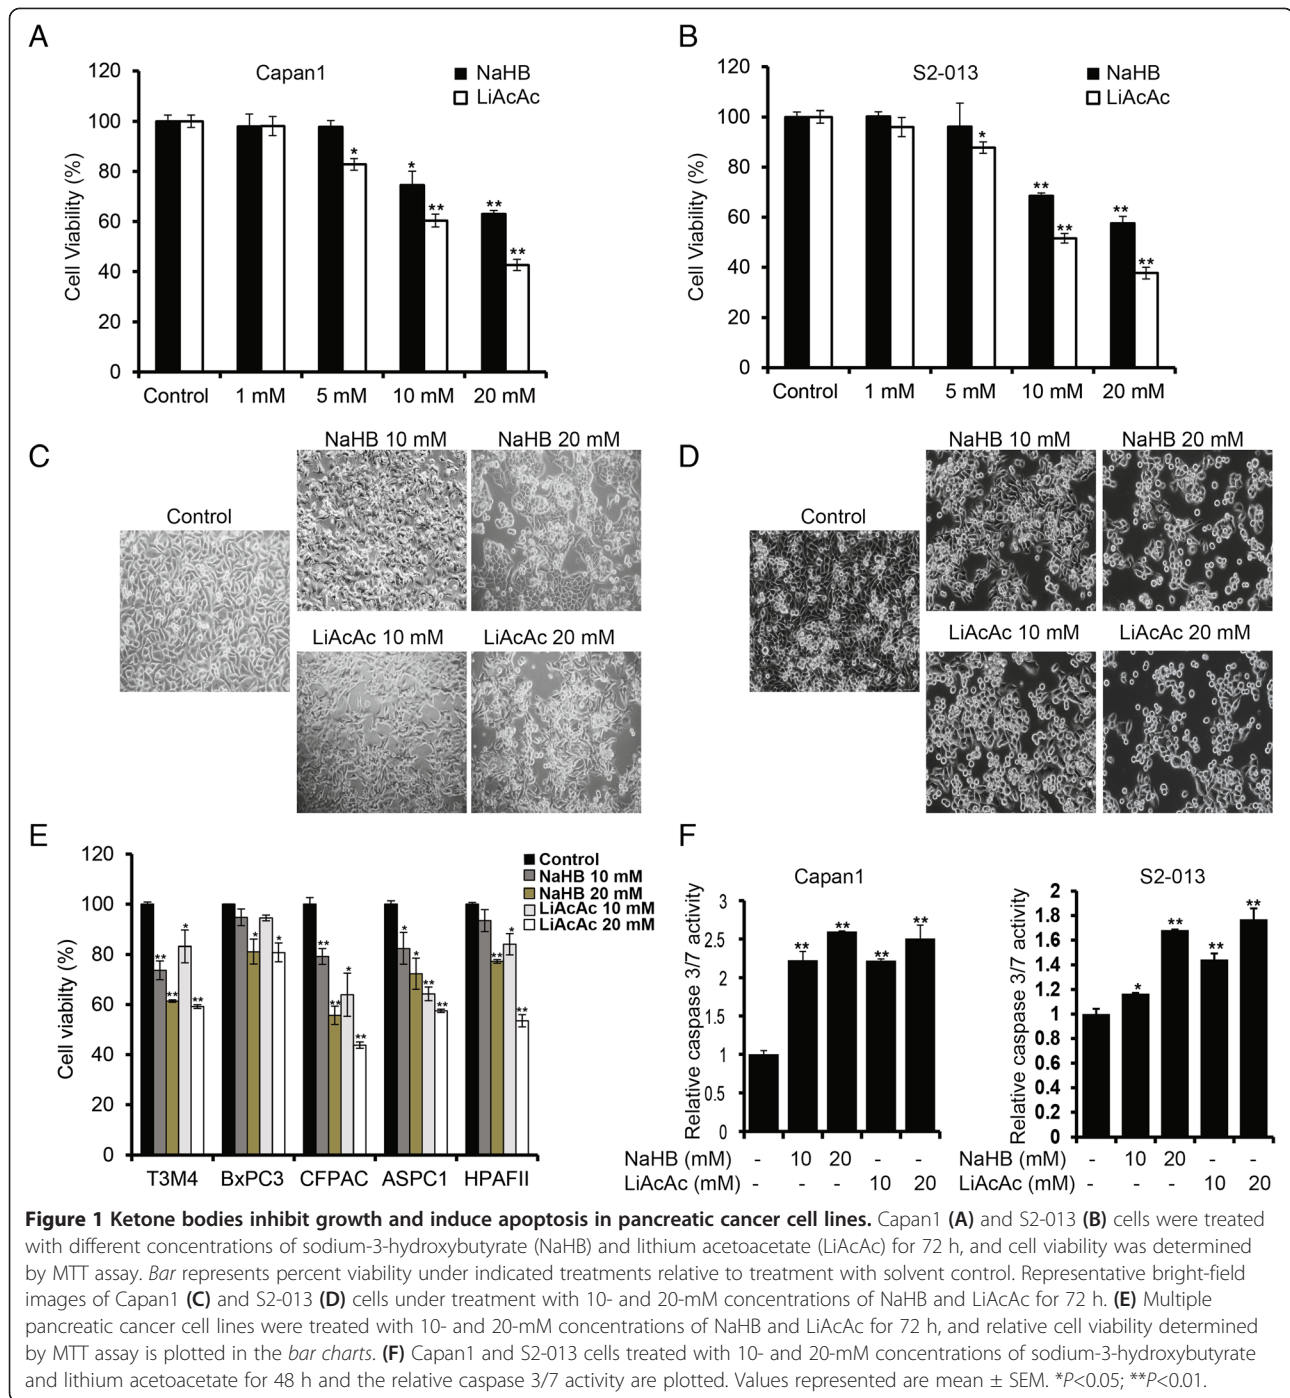 A
Capan1
NaHB
LiAcAc
Cell Viability (%)
120
100
80
60
40
20
0
* * ** ** **
Control 1 mM 5 mM 10 mM 20 mM
B
S2-013
NaHB
LiAcAc
Cell Viability (%)
120
100
80
60
40
20
0
* ** ** ** **
Control 1 mM 5 mM 10 mM 20 mM
C
Control
NaHB 10 mM NaHB 20 mM
LiAcAc 10 mM LiAcAc 20 mM
D
Control
NaHB 10 mM NaHB 20 mM
LiAcAc 10 mM LiAcAc 20 mM
E
Control
NaHB 10 mM
NaHB 20 mM
LiAcAc 10 mM
LiAcAc 20 mM
Cell viability (%)
120
100
80
60
40
20
0
** ** * ** * * ** ** * ** * * ** ** ** * **
T3M4 BxPC3 CFPAC ASPC1 HPAFII
F
Capan1
Relative caspase 3/7 activity
3
2.5
2
1.5
1
0.5
0
** ** ** **
NaHB (mM) - 10 20 - -
LiAcAc (mM) - - - 10 20
S2-013
Relative caspase 3/7 activity
2
1.8
1.6
1.4
1.2
1
0.8
0.6
0.4
0.2
0
* ** ** **
NaHB (mM) - 10 20 - -
LiAcAc (mM) - - - 10 20
Figure 1 Ketone bodies inhibit growth and induce apoptosis in pancreatic cancer cell lines. Capan1 (A) and S2-013 (B) cells were treated
with different concentrations of sodium-3-hydroxybutyrate (NaHB) and lithium acetoacetate (LiAcAc) for 72 h, and cell viability was determined
by MTT assay. Bar represents percent viability under indicated treatments relative to treatment with solvent control. Representative bright-field
images of Capan1 (C) and S2-013 (D) cells under treatment with 10- and 20-mM concentrations of NaHB and LiAcAc for 72 h. (E) Multiple
pancreatic cancer cell lines were treated with 10- and 20-mM concentrations of NaHB and LiAcAc for 72 h, and relative cell viability determined
by MTT assay is plotted in the bar charts. (F) Capan1 and S2-013 cells treated with 10- and 20-mM concentrations of sodium-3-hydroxybutyrate
and lithium acetoacetate for 48 h and the relative caspase 3/7 activity are plotted. Values represented are mean ± SEM. *P<0.05; **P<0.01.